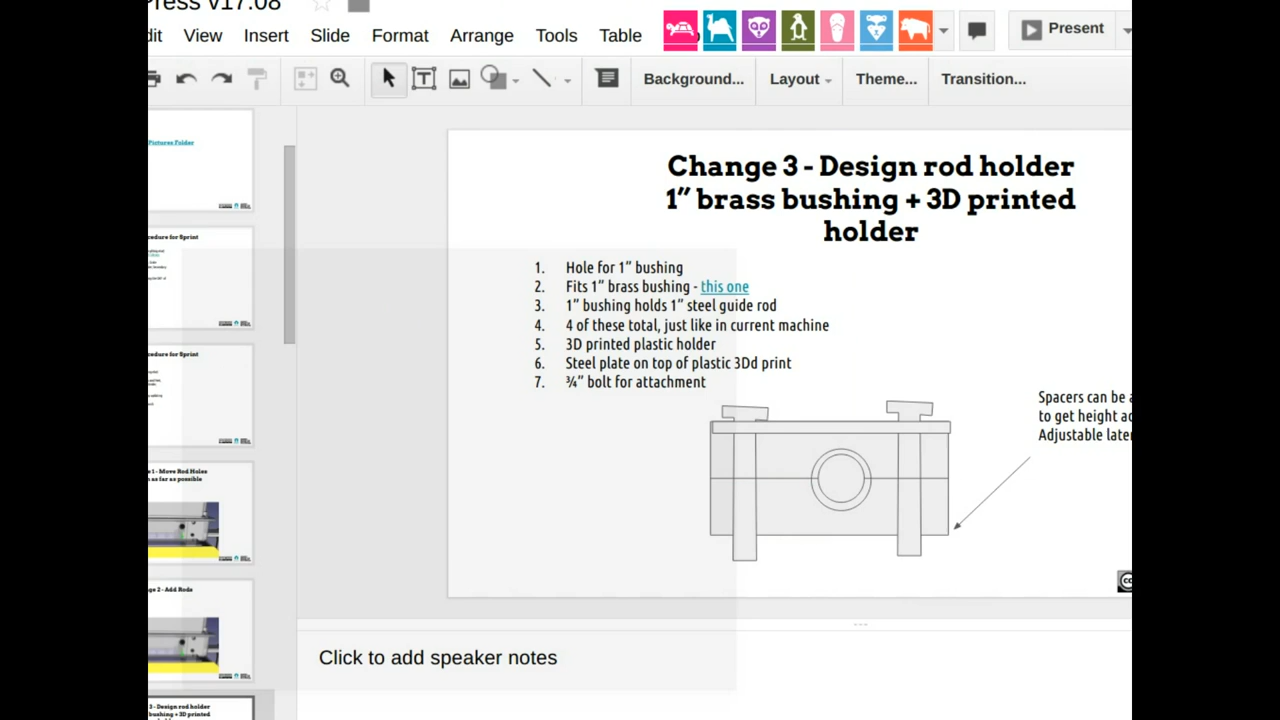 Press v17.08
dit View Insert Slide Format Arrange Tools Table
Present
Background... Layout Theme... Transition...
Pictures Folder
cedure for Sprint
cedure for Sprint
e 1 - Move Rod Holes
as far as possible
ge 2 - Add Rods
3 - Design rod holder
bushing + 3D printed
Change 3 - Design rod holder
1” brass bushing + 3D printed
holder
1. Hole for 1” bushing
2. Fits 1” brass bushing - this one
3. 1” bushing holds 1” steel guide rod
4. 4 of these total, just like in current machine
5. 3D printed plastic holder
6. Steel plate on top of plastic 3Dd print
7. ¾” bolt for attachment
Spacers can be a
to get height ad
Adjustable later
cc
Click to add speaker notes